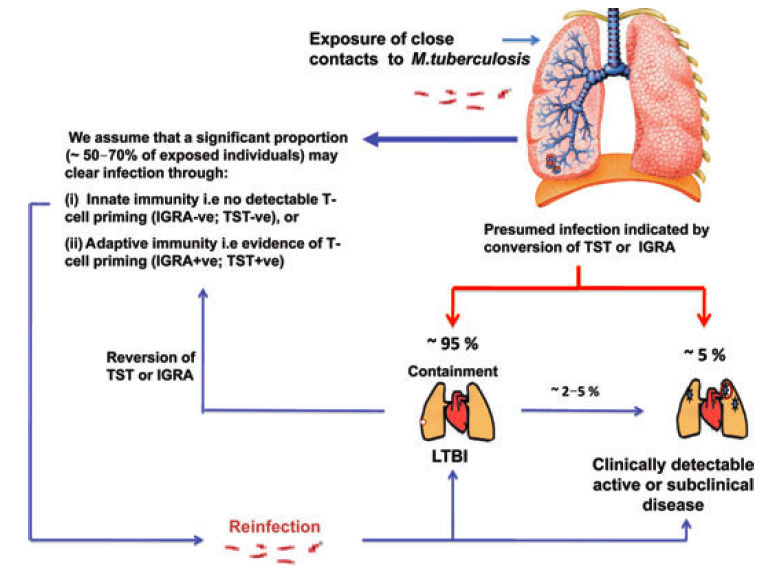 Exposure of close
contacts to M.tuberculosis
We assume that a significant proportion
(~ 50–70% of exposed individuals) may
clear infection through:
(i) Innate immunity i.e no detectable T-
cell priming (IGRA-ve; TST-ve), or
(ii) Adaptive immunity i.e evidence of T-
cell priming (IGRA+ve; TST+ve)
Presumed infection indicated by
conversion of TST or IGRA
~ 95 %
Containment
LTBI
~ 2–5 %
~ 5 %
Clinically detectable
active or subclinical
disease
Reversion of
TST or IGRA
Reinfection